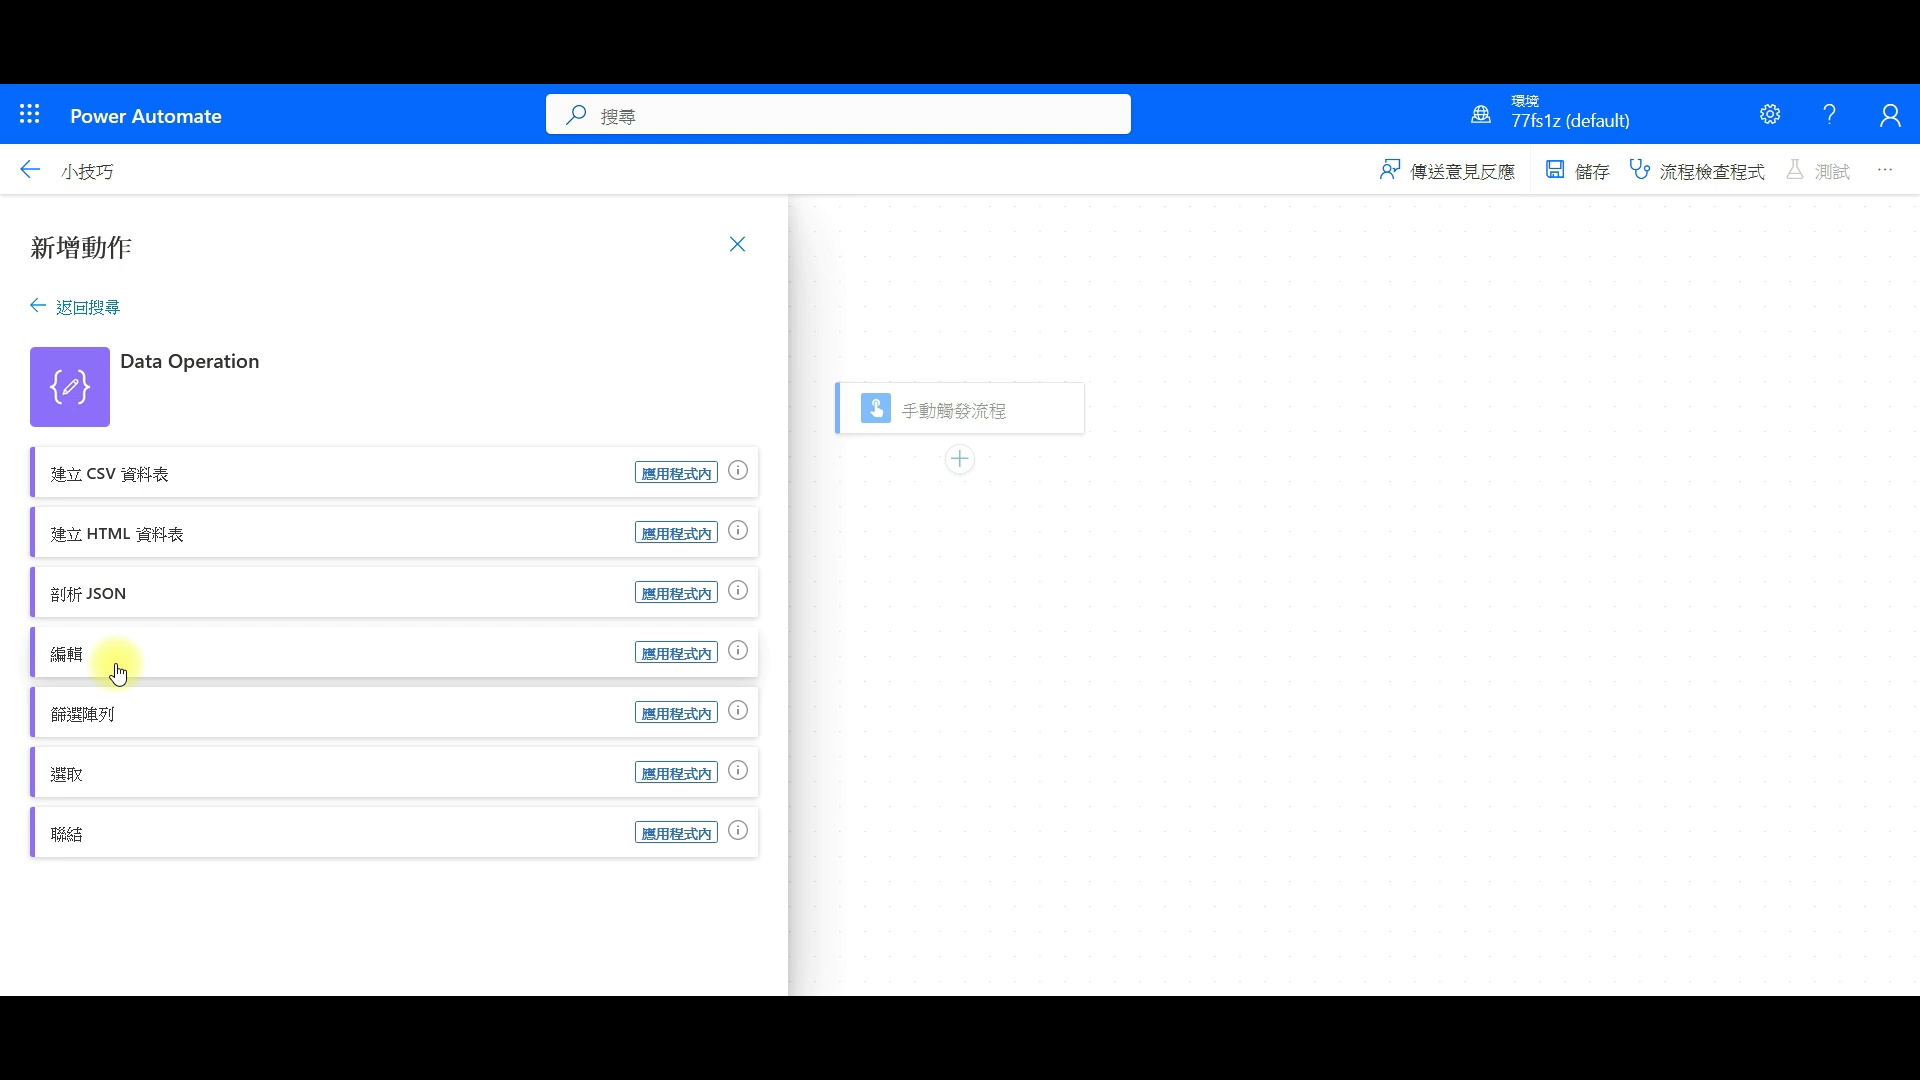 Power Automate
搜尋
環境
77fs1z (default)
小技巧
傳送意見反應
儲存
流程檢查程式
測試
新增動作
返回搜尋
Data Operation
建立 CSV 資料表
應用程式內
建立 HTML 資料表
應用程式內
剖析 JSON
應用程式內
編輯
應用程式內
篩選陣列
應用程式內
選取
應用程式內
聯結
應用程式內
手動觸發流程